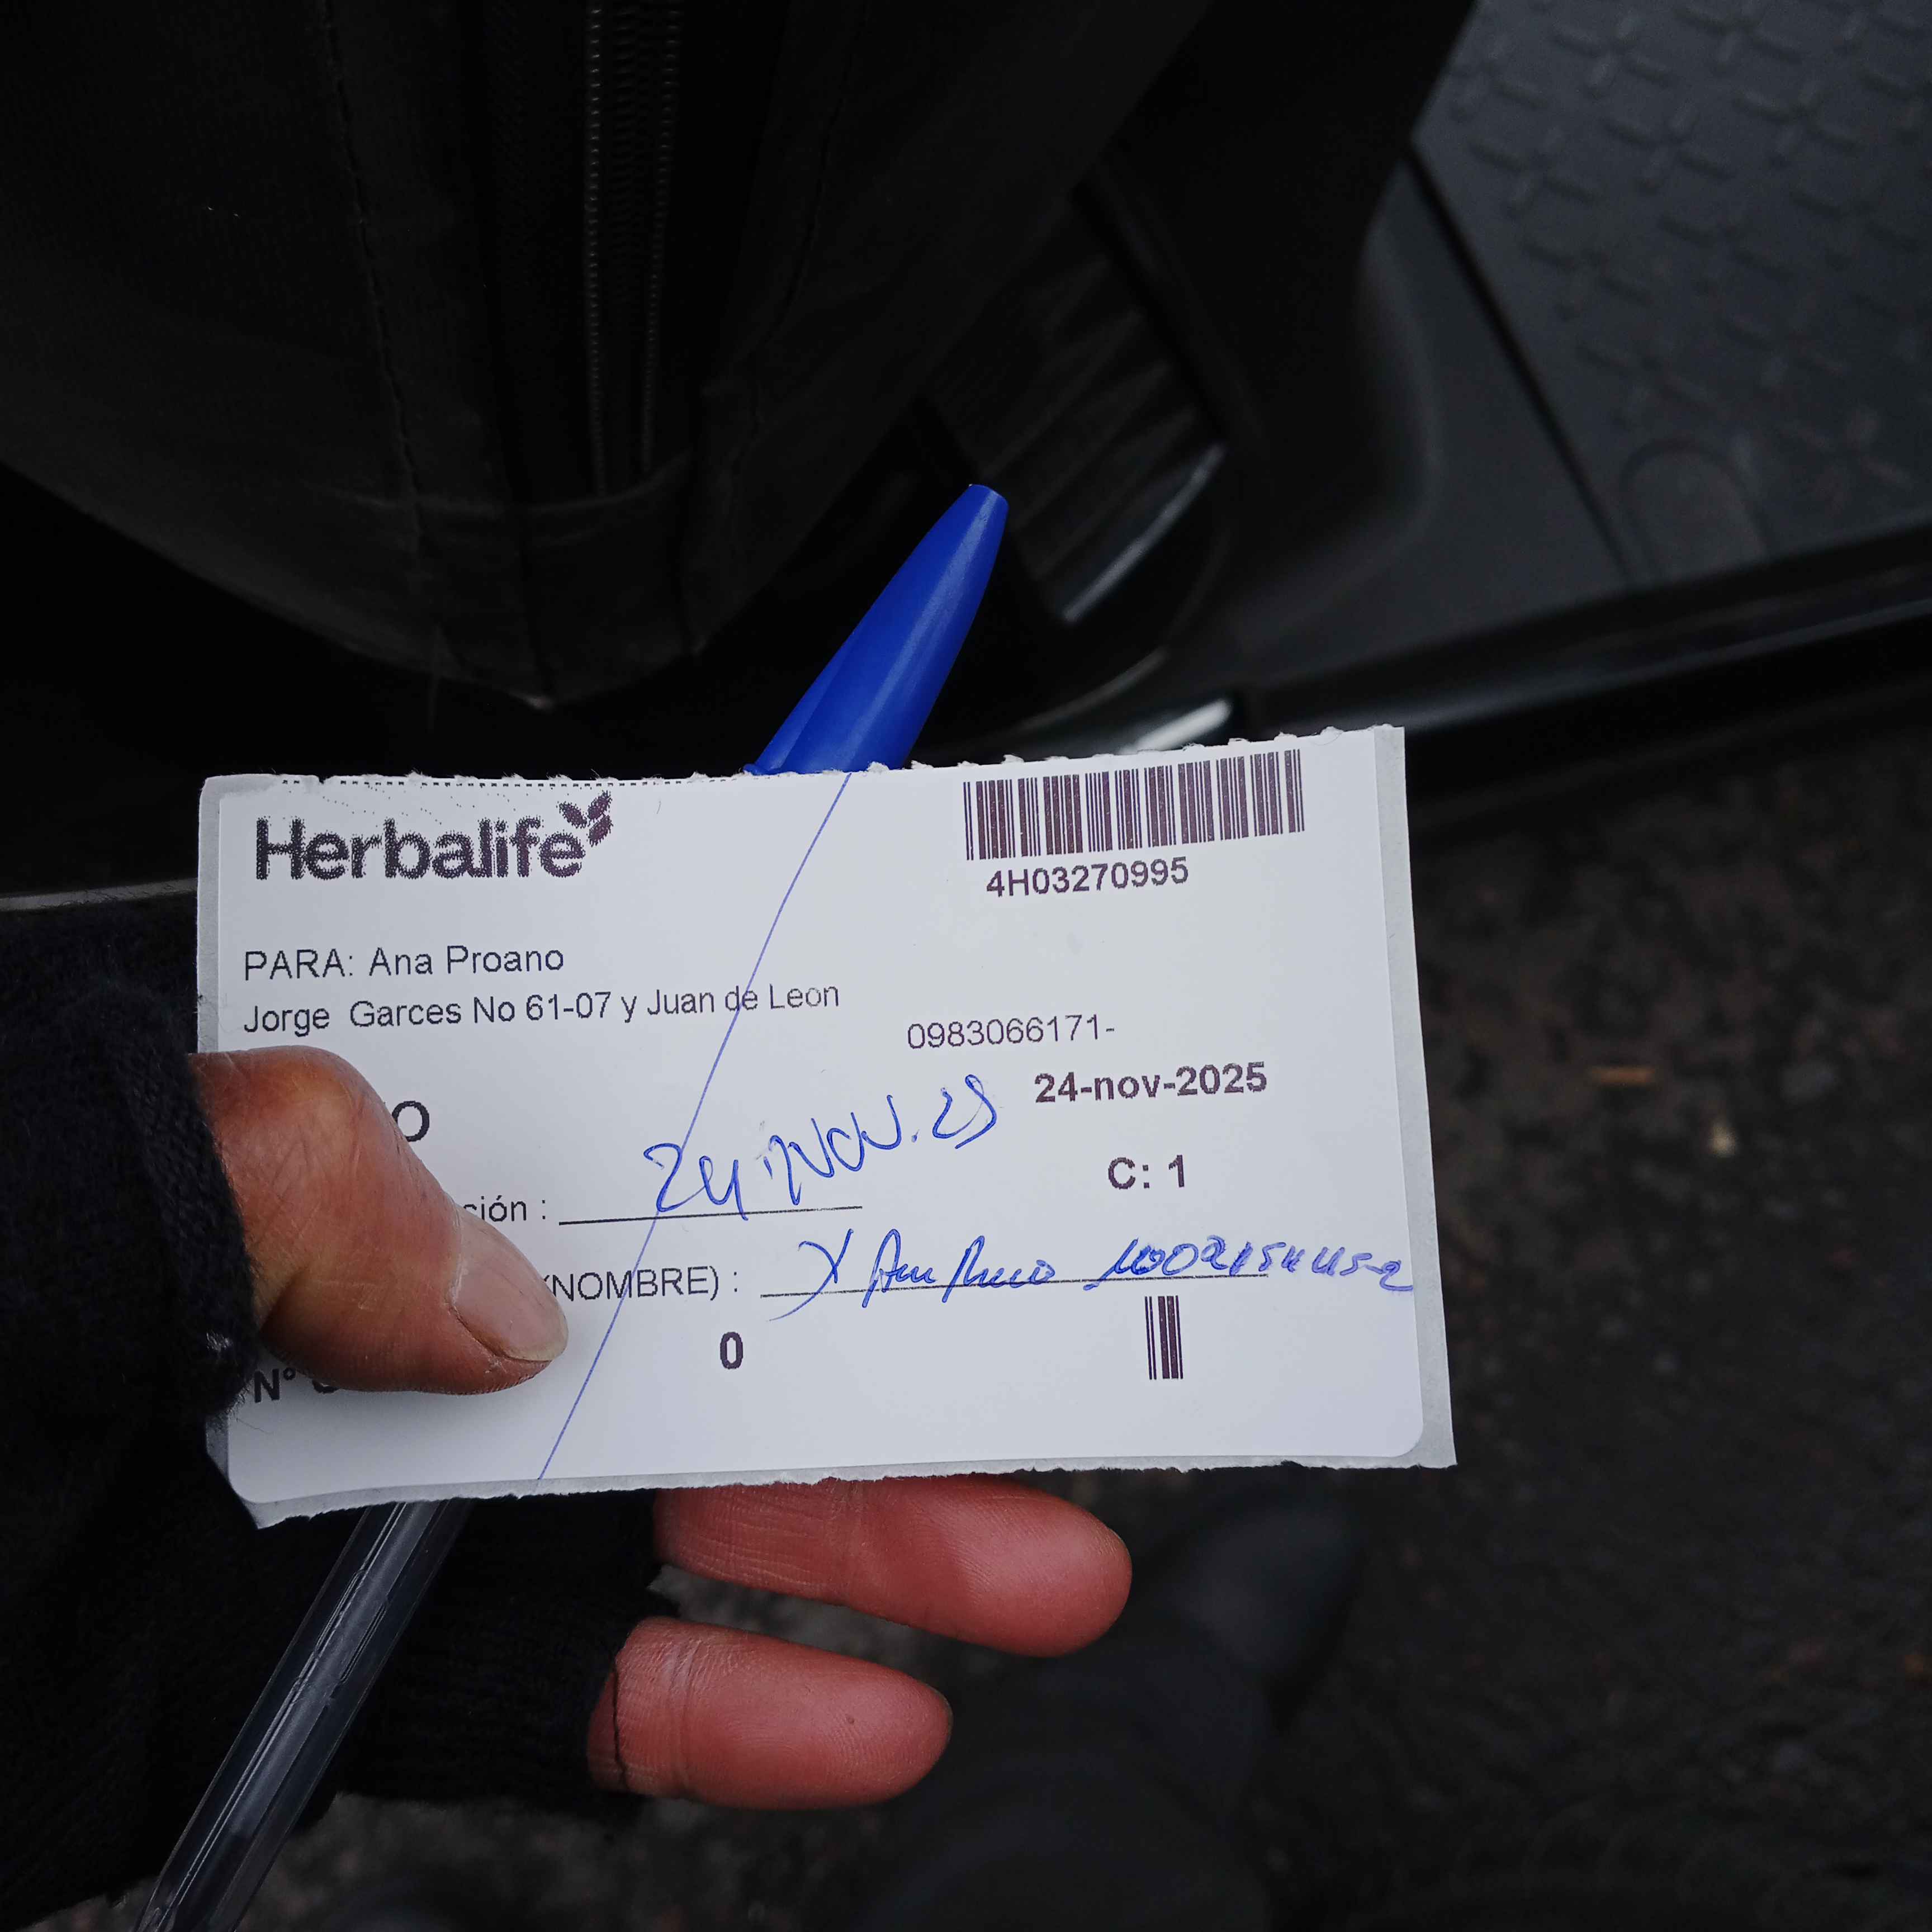 Herbalife
4H03270995
PARA: Ana Proano
Jorge Garces No 61-07 y Juan de Leon
0983066171-
24-nov-2025
O
24 nov. 25
C: 1
ción :
(NOMBRE) : X
0
N°